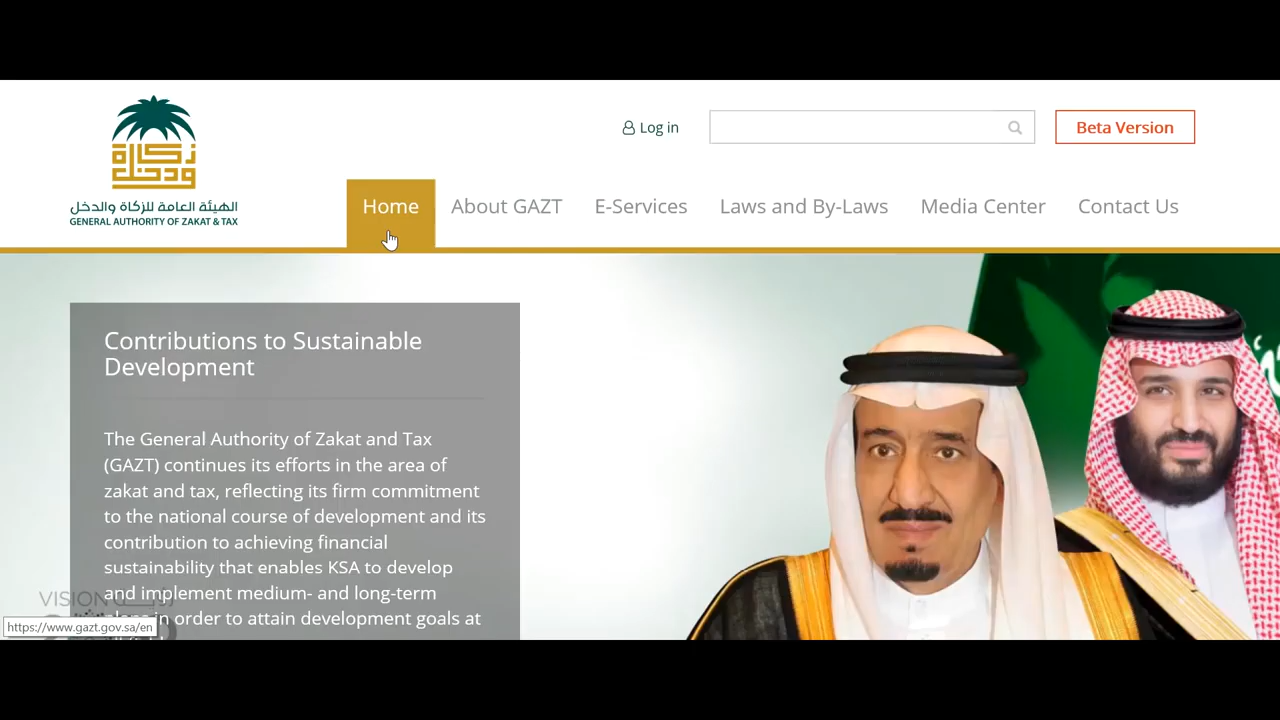 زكاة
ودخل
الهيئة العامة للزكاة والدخل
GENERAL AUTHORITY OF ZAKAT & TAX
Log in
Beta Version
Home About GAZT E-Services Laws and By-Laws Media Center Contact Us
Contributions to Sustainable
Development
The General Authority of Zakat and Tax
(GAZT) continues its efforts in the area of
zakat and tax, reflecting its firm commitment
to the national course of development and its
contribution to achieving financial
sustainability that enables KSA to develop
and implement medium- and long-term
in order to attain development goals at
VISION
https://www.gazt.gov.sa/en